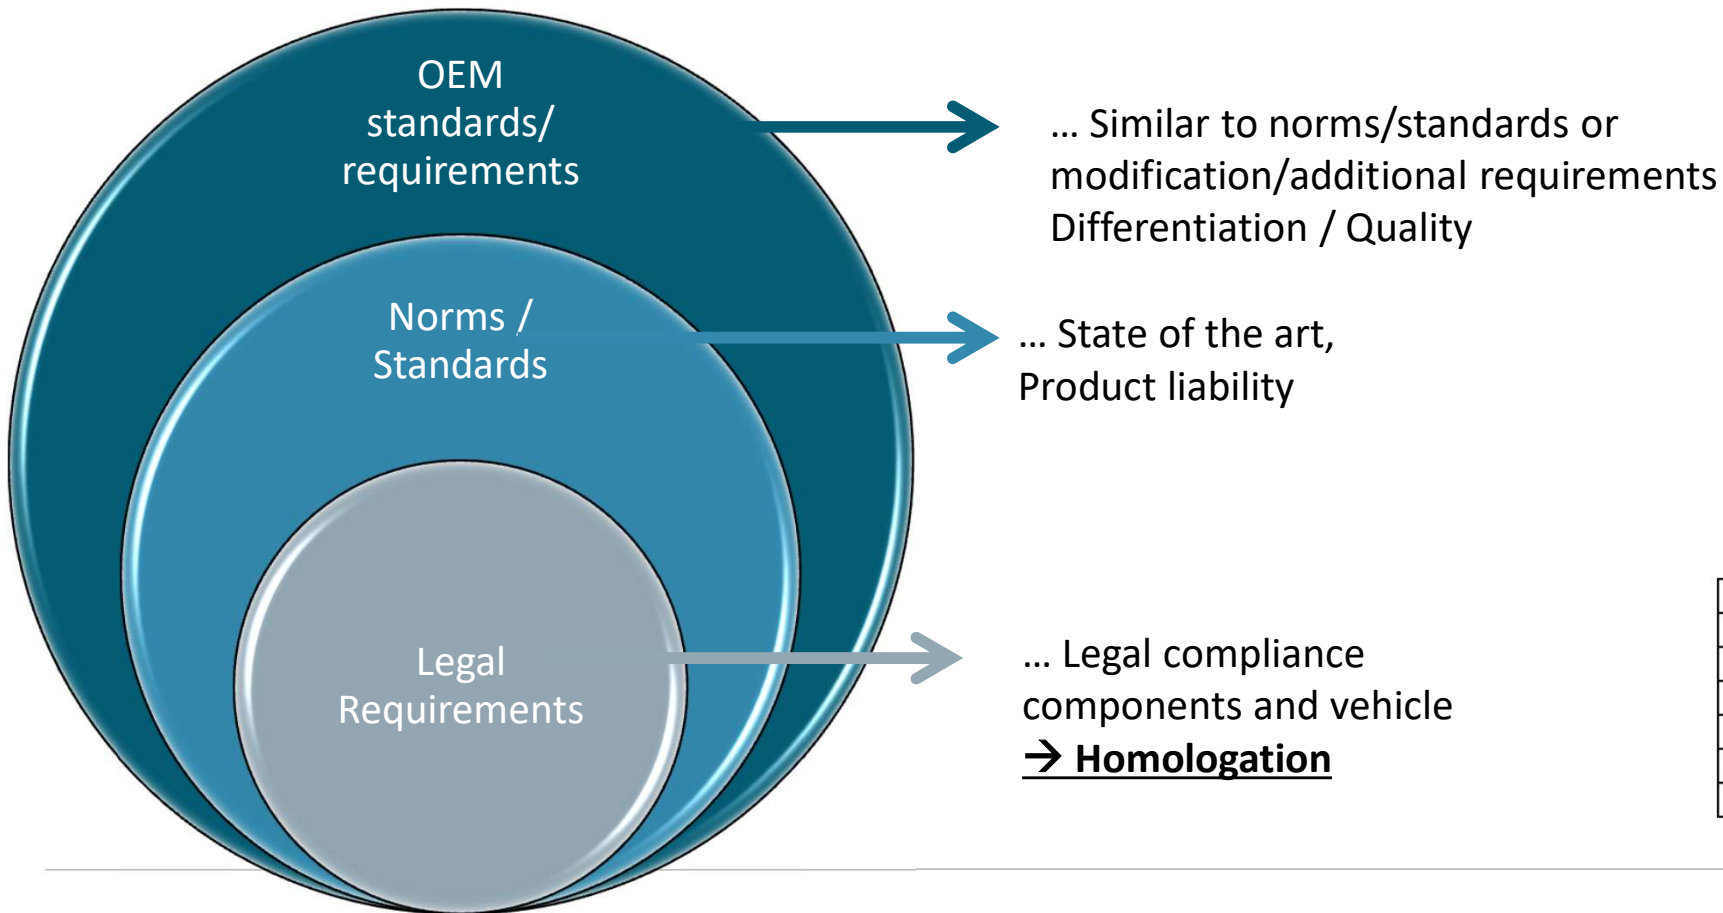 OEM
standards/
requirements
… Similar to norms/standards or
modification/additional requirements
Differentiation / Quality
Norms /
Standards
… State of the art,
Product liability
Legal
Requirements
… Legal compliance
components and vehicle
→ Homologation